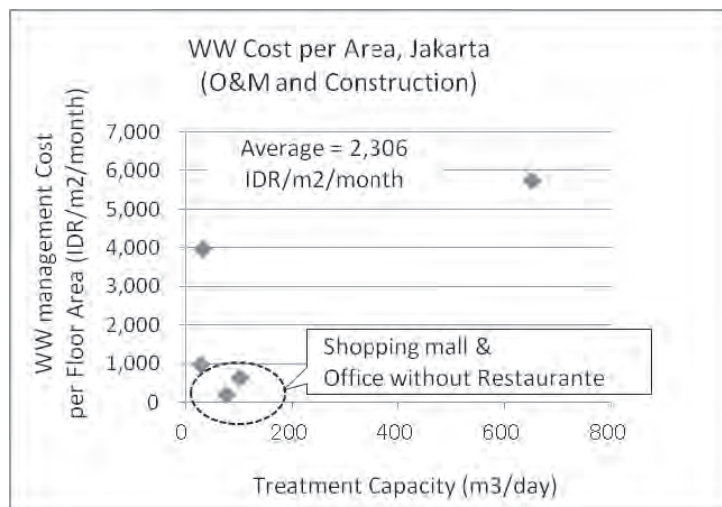 WW Cost per Area, Jakarta
(O&M and Construction)
WW management Cost
per Floor Area (IDR/m2/month)
7,000
6,000
5,000
4,000
3,000
2,000
1,000
0
Average = 2,306
IDR/m2/month
Shopping mall &
Office without Restaurante
0 200 400 600 800
Treatment Capacity (m3/day)